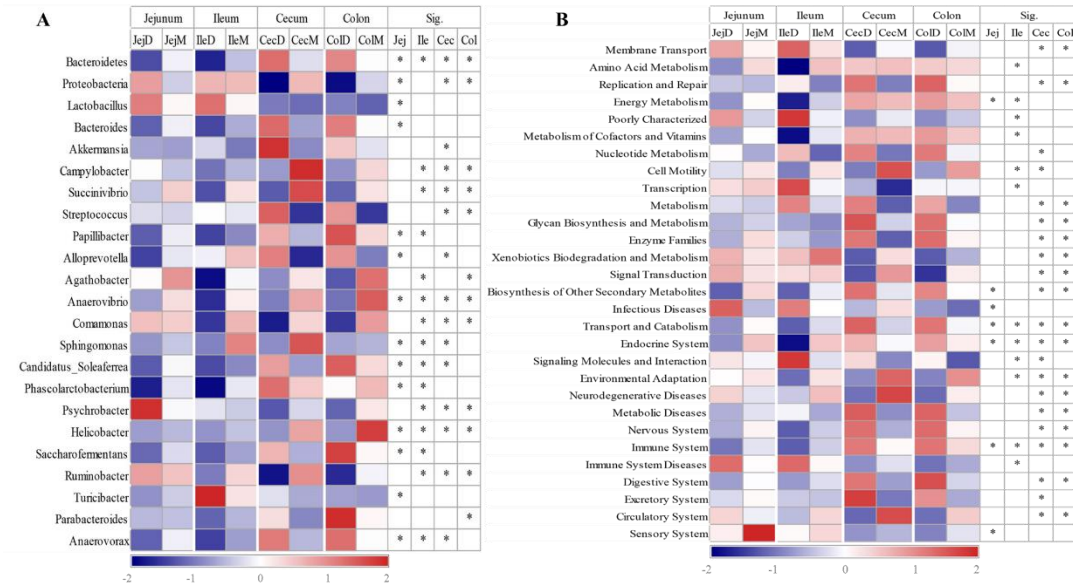 A
Jejunum Ileum Cecum Colon Sig.
JejD JejM IleD IleM CecD CecM ColD ColM Jej Ile Cec Col
Bacteroidetes * * * *
Proteobacteria * * *
Lactobacillus *
Bacteroides *
Akkermansia *
Campylobacter * * *
Succinivibrio * * *
Streptococcus * *
Papillibacter * *
Alloprevotella * *
Agathobacter * *
Anaerovibrio * * * *
Comamonas * * *
Sphingomonas * * *
Candidatus_Soleaferrea * * *
Phascolarctobacterium * *
Psychrobacter * * *
Helicobacter * * * *
Saccharofermentans * *
Ruminobacter * * *
Turicibacter *
Parabacteroides *
Anaerovorax * * *
-2 -1 0 1 2
B
Jejunum Ileum Cecum Colon Sig.
JejD JejM IleD IleM CecD CecM ColD ColM Jej Ile Cec Col
Membrane Transport * *
Amino Acid Metabolism *
Replication and Repair * *
Energy Metabolism * *
Poorly Characterized *
Metabolism of Cofactors and Vitamins *
Nucleotide Metabolism *
Cell Motility * *
Transcription *
Metabolism * *
Glycan Biosynthesis and Metabolism * *
Enzyme Families * *
Xenobiotics Biodegradation and Metabolism * *
Signal Transduction * *
Biosynthesis of Other Secondary Metabolites * * *
Infectious Diseases *
Transport and Catabolism * * * *
Endocrine System * * * *
Signaling Molecules and Interaction * *
Environmental Adaptation * * *
Neurodegenerative Diseases * *
Metabolic Diseases * *
Nervous System * *
Immune System * * * *
Immune System Diseases *
Digestive System * *
Excretory System *
Circulatory System * *
Sensory System *
-2 -1 0 1 2